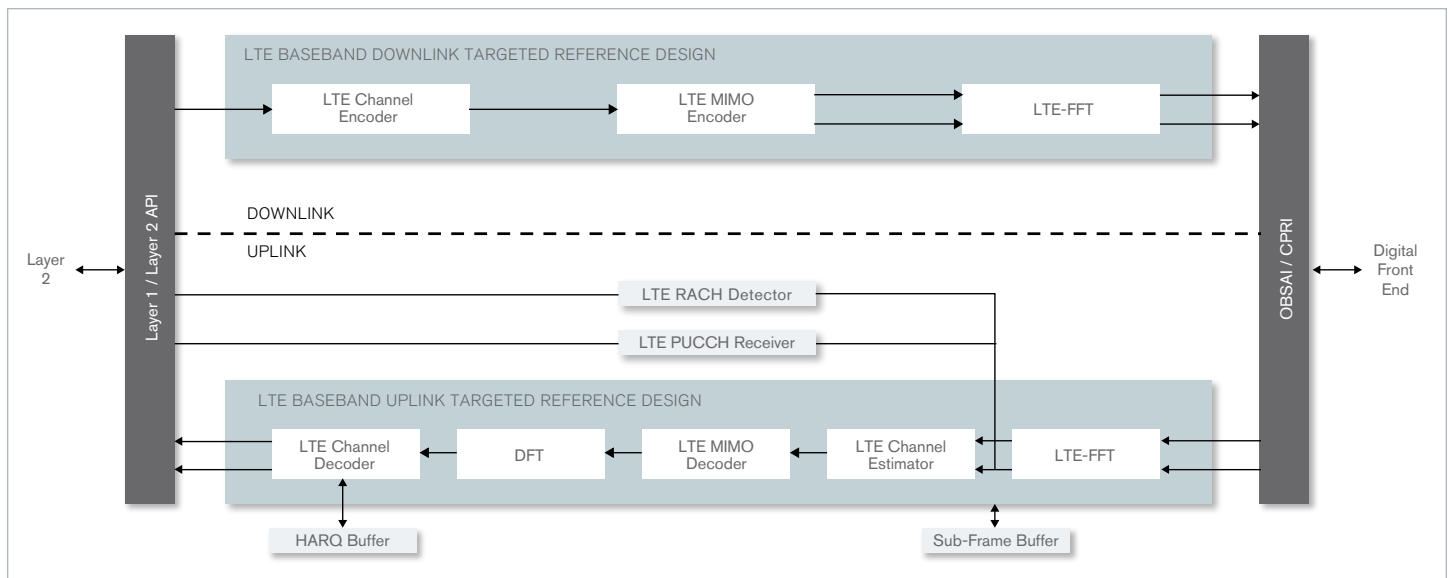 LTE BASEBAND DOWNLINK TARGETED REFERENCE DESIGN
LTE Channel
Encoder
LTE MIMO
Encoder
LTE-FFT
Layer 1 / Layer 2 API
DOWNLINK
UPLINK
Layer
2
OBSAI / CPRI
Digital
Front
End
LTE RACH Detector
LTE PUCCH Receiver
LTE BASEBAND UPLINK TARGETED REFERENCE DESIGN
LTE Channel
Decoder
DFT
LTE MIMO
Decoder
LTE Channel
Estimator
LTE-FFT
HARQ Buffer
Sub-Frame Buffer